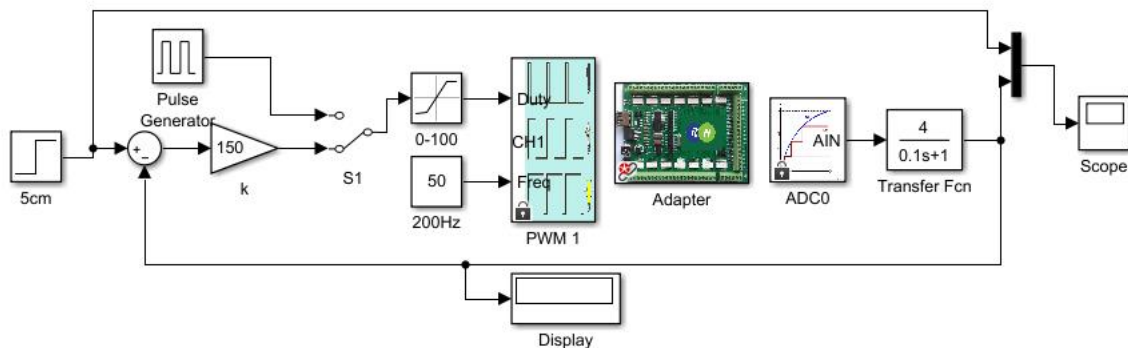 Pulse
Generator
5cm
150
k
S1
0-100
50
200Hz
Duty
CH1
Freq
PWM 1
Adapter
AIN
ADC0
4
0.1s+1
Transfer Fcn
Scope
Display